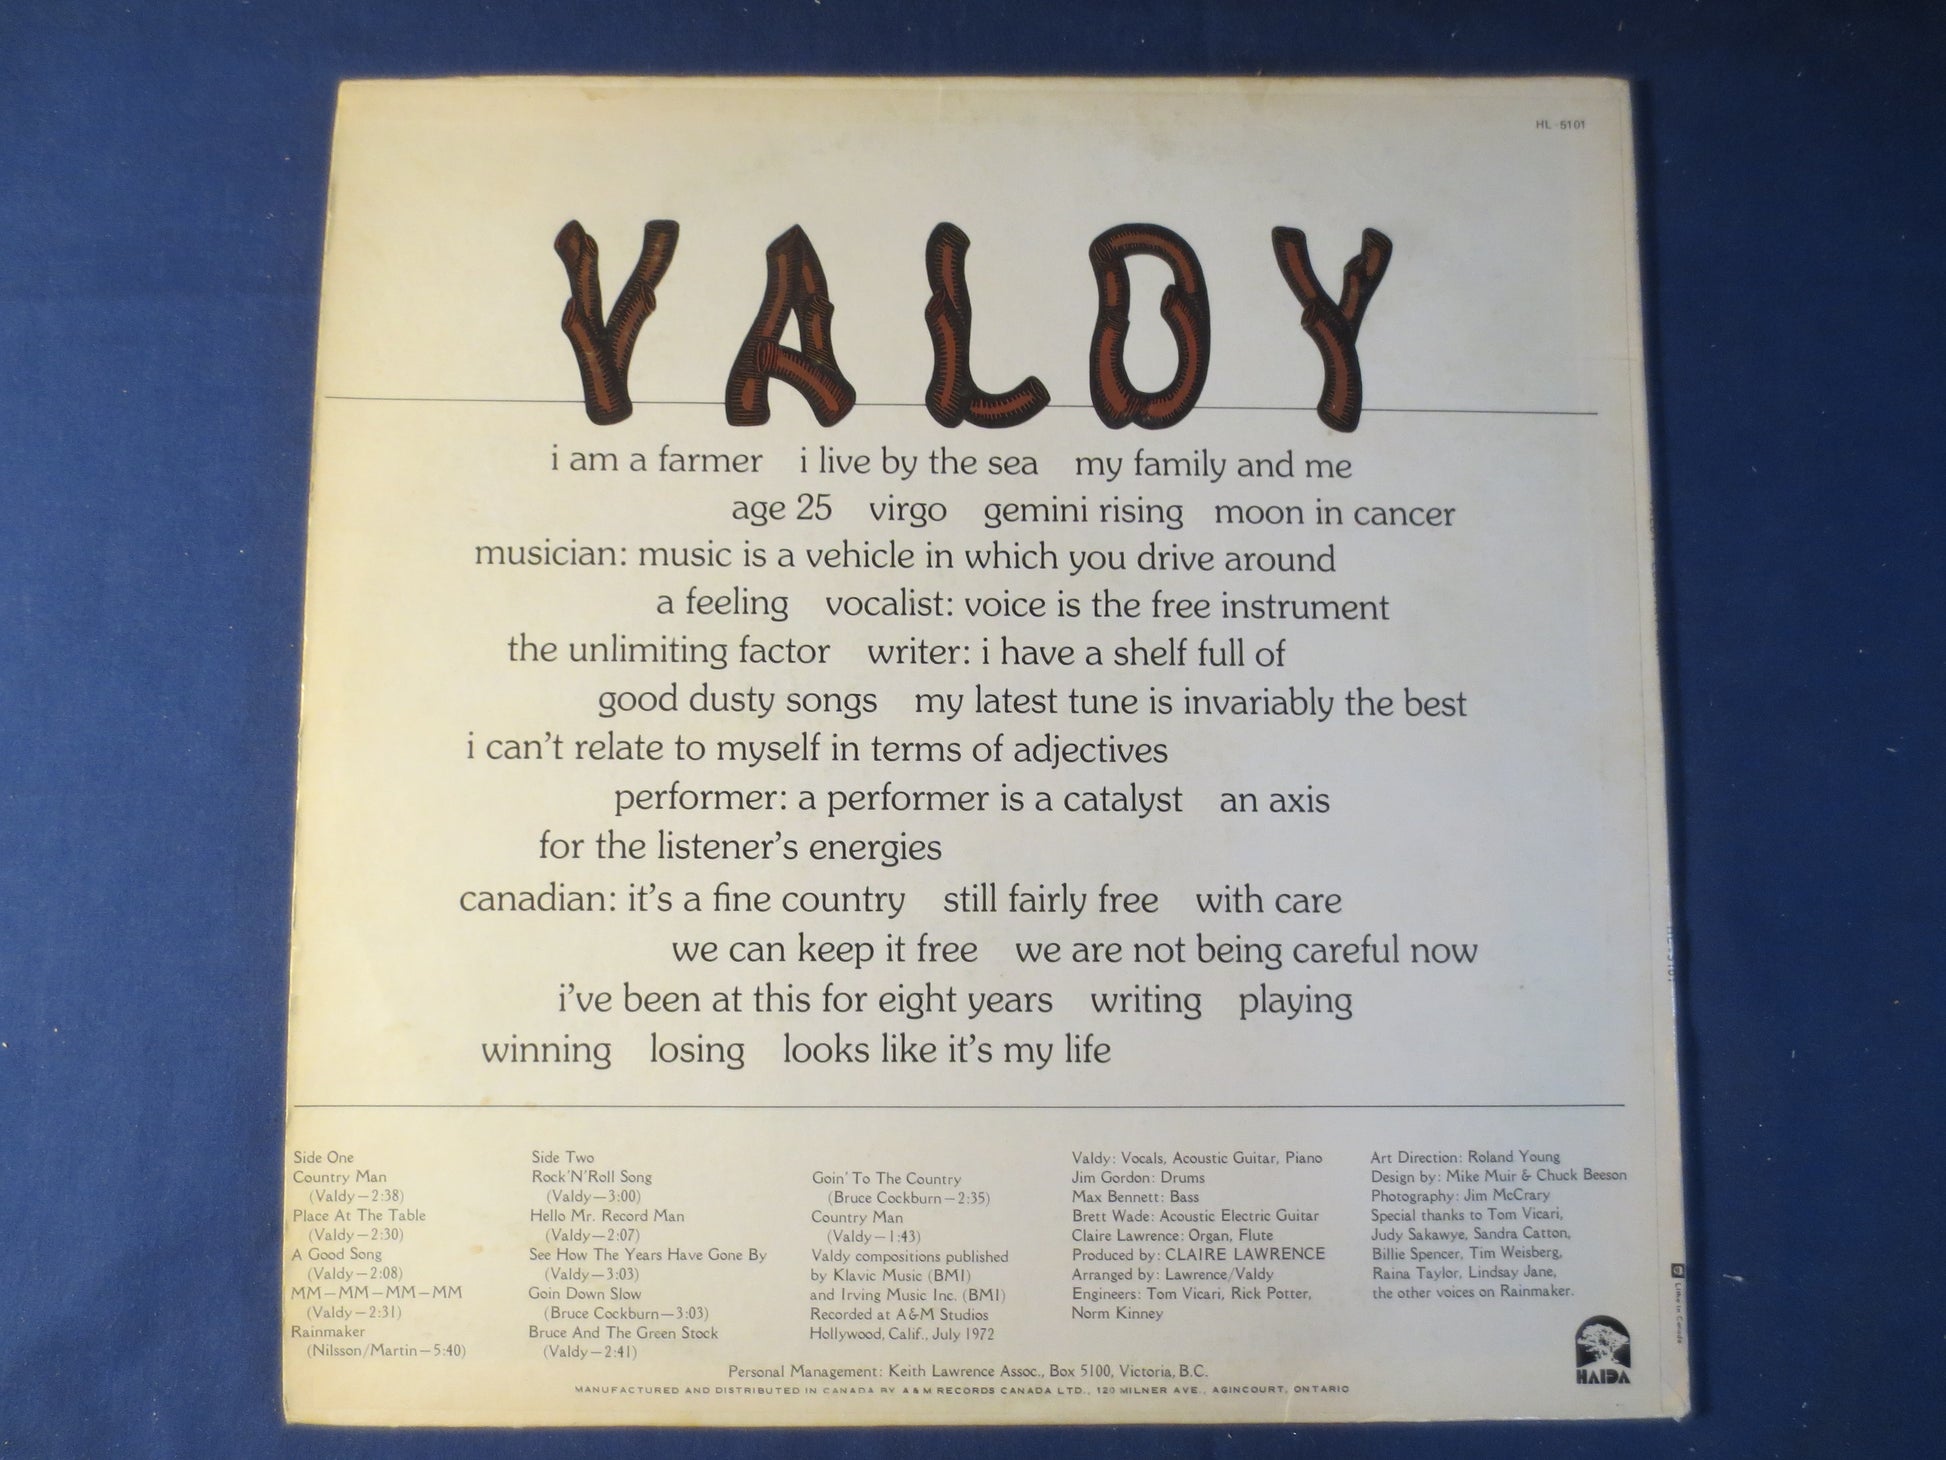 HL-5101
VALDY
i am a farmer i live by the sea my family and me
age 25 virgo gemini rising moon in cancer
musician: music is a vehicle in which you drive around
a feeling vocalist: voice is the free instrument
the unlimiting factor writer: i have a shelf full of
good dusty songs my latest tune is invariably the best
i can't relate to myself in terms of adjectives
performer: a performer is a catalyst an axis
for the listener's energies
canadian: it's a fine country still fairly free with care
we can keep it free we are not being careful now
i've been at this for eight years writing playing
winning losing looks like it's my life
Side One
Country Man
(Valdy—2:38)
Place At The Table
(Valdy—2:30)
A Good Song
(Valdy—2:08)
MM—MM—MM—MM
(Valdy—2:31)
Rainmaker
(Nilsson/Martin—5:40)
Side Two
Rock'N'Roll Song
(Valdy—3:00)
Hello Mr. Record Man
(Valdy—2:07)
See How The Years Have Gone By
(Valdy—3:03)
Goin Down Slow
(Bruce Cockburn—3:03)
Bruce And The Green Stock
(Valdy—2:41)
Goin' To The Country
(Bruce Cockburn—2:35)
Country Man
(Valdy—1:43)
Valdy compositions published
by Klavic Music (BMI)
and Irving Music Inc. (BMI)
Recorded at A&M Studios
Hollywood, Calif., July 1972
Valdy: Vocals, Acoustic Guitar, Piano
Jim Gordon: Drums
Max Bennett: Bass
Brett Wade: Acoustic Electric Guitar
Claire Lawrence: Organ, Flute
Produced by: CLAIRE LAWRENCE
Arranged by: Lawrence/Valdy
Engineers: Tom Vicari, Rick Potter,
Norm Kinney
Art Direction: Roland Young
Design by: Mike Muir & Chuck Beeson
Photography: Jim McCrary
Special thanks to Tom Vicari,
Judy Sakawye, Sandra Catton,
Billie Spencer, Tim Weisberg,
Raina Taylor, Lindsay Jane,
the other voices on Rainmaker.
HAIDA
Personal Management: Keith Lawrence Assoc., Box 5100, Victoria, B.C.
MANUFACTURED AND DISTRIBUTED IN CANADA BY A&M RECORDS CANADA LTD., 120 MILNER AVE., AGINCOURT, ONTARIO